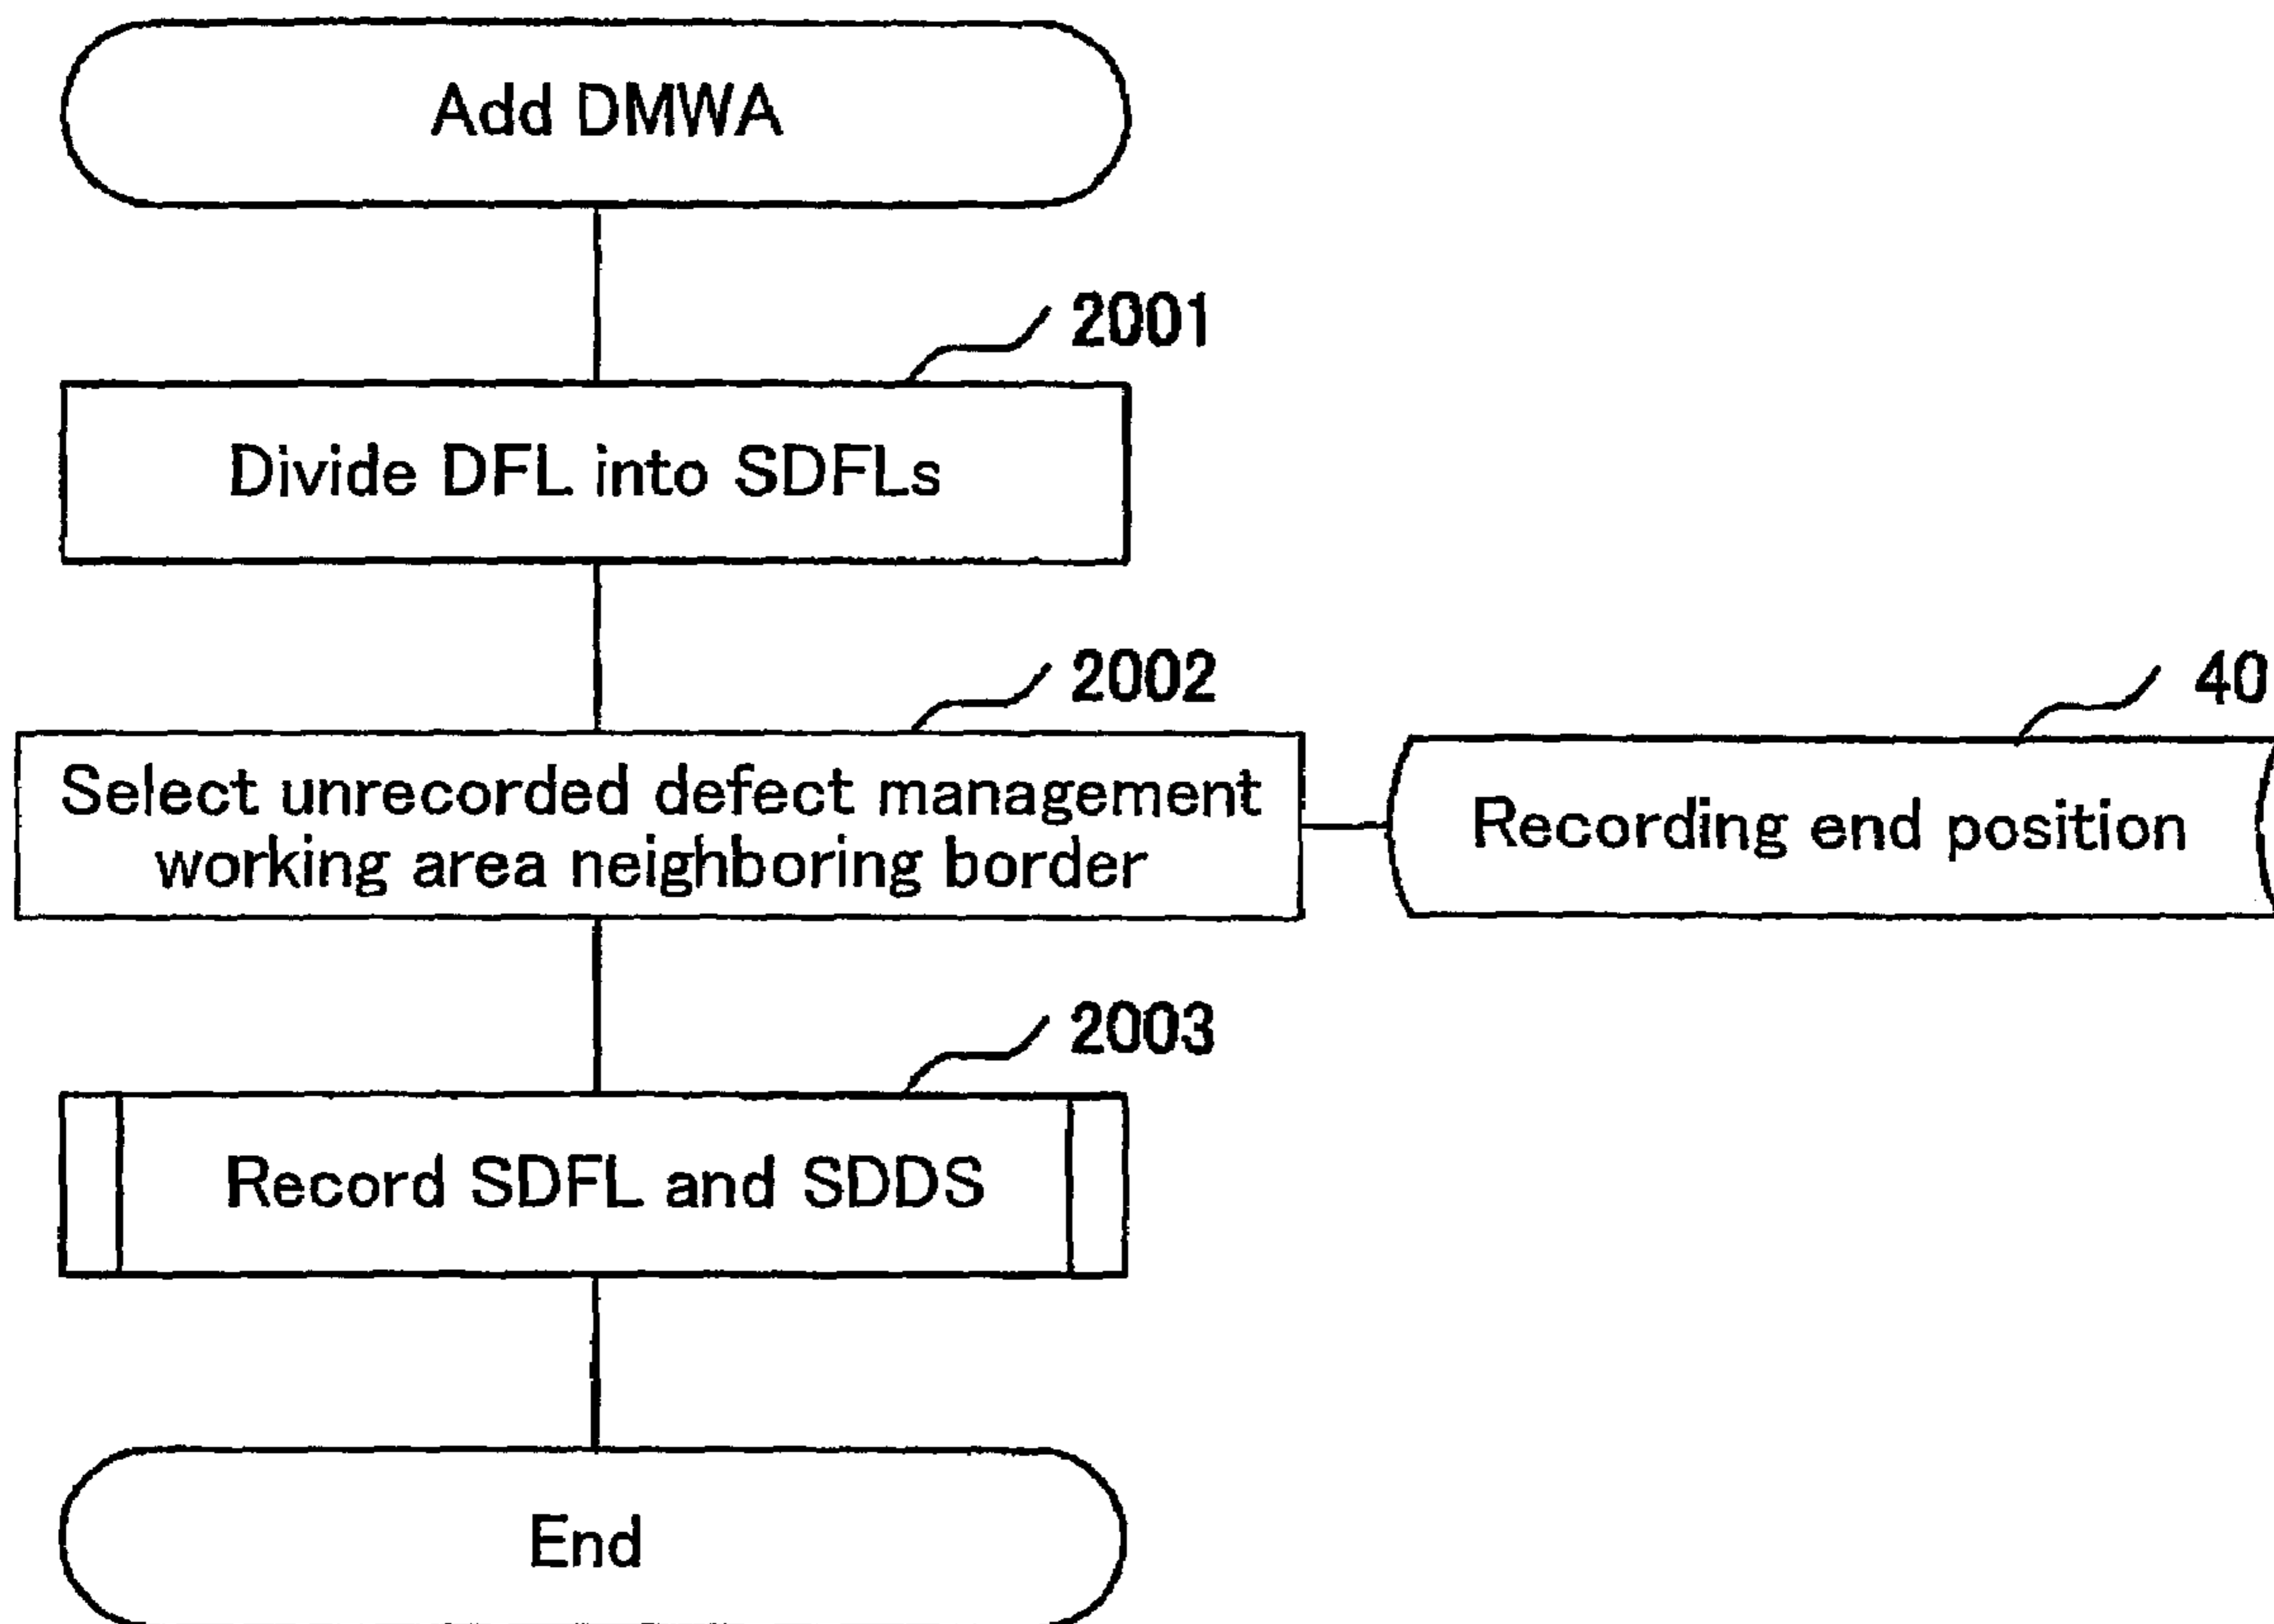 Add DMWA
2001
Divide DFL into SDFLs
2002
40
Select unrecorded defect management
working area neighboring border
Recording end position
2003
Record SDFL and SDDS
End